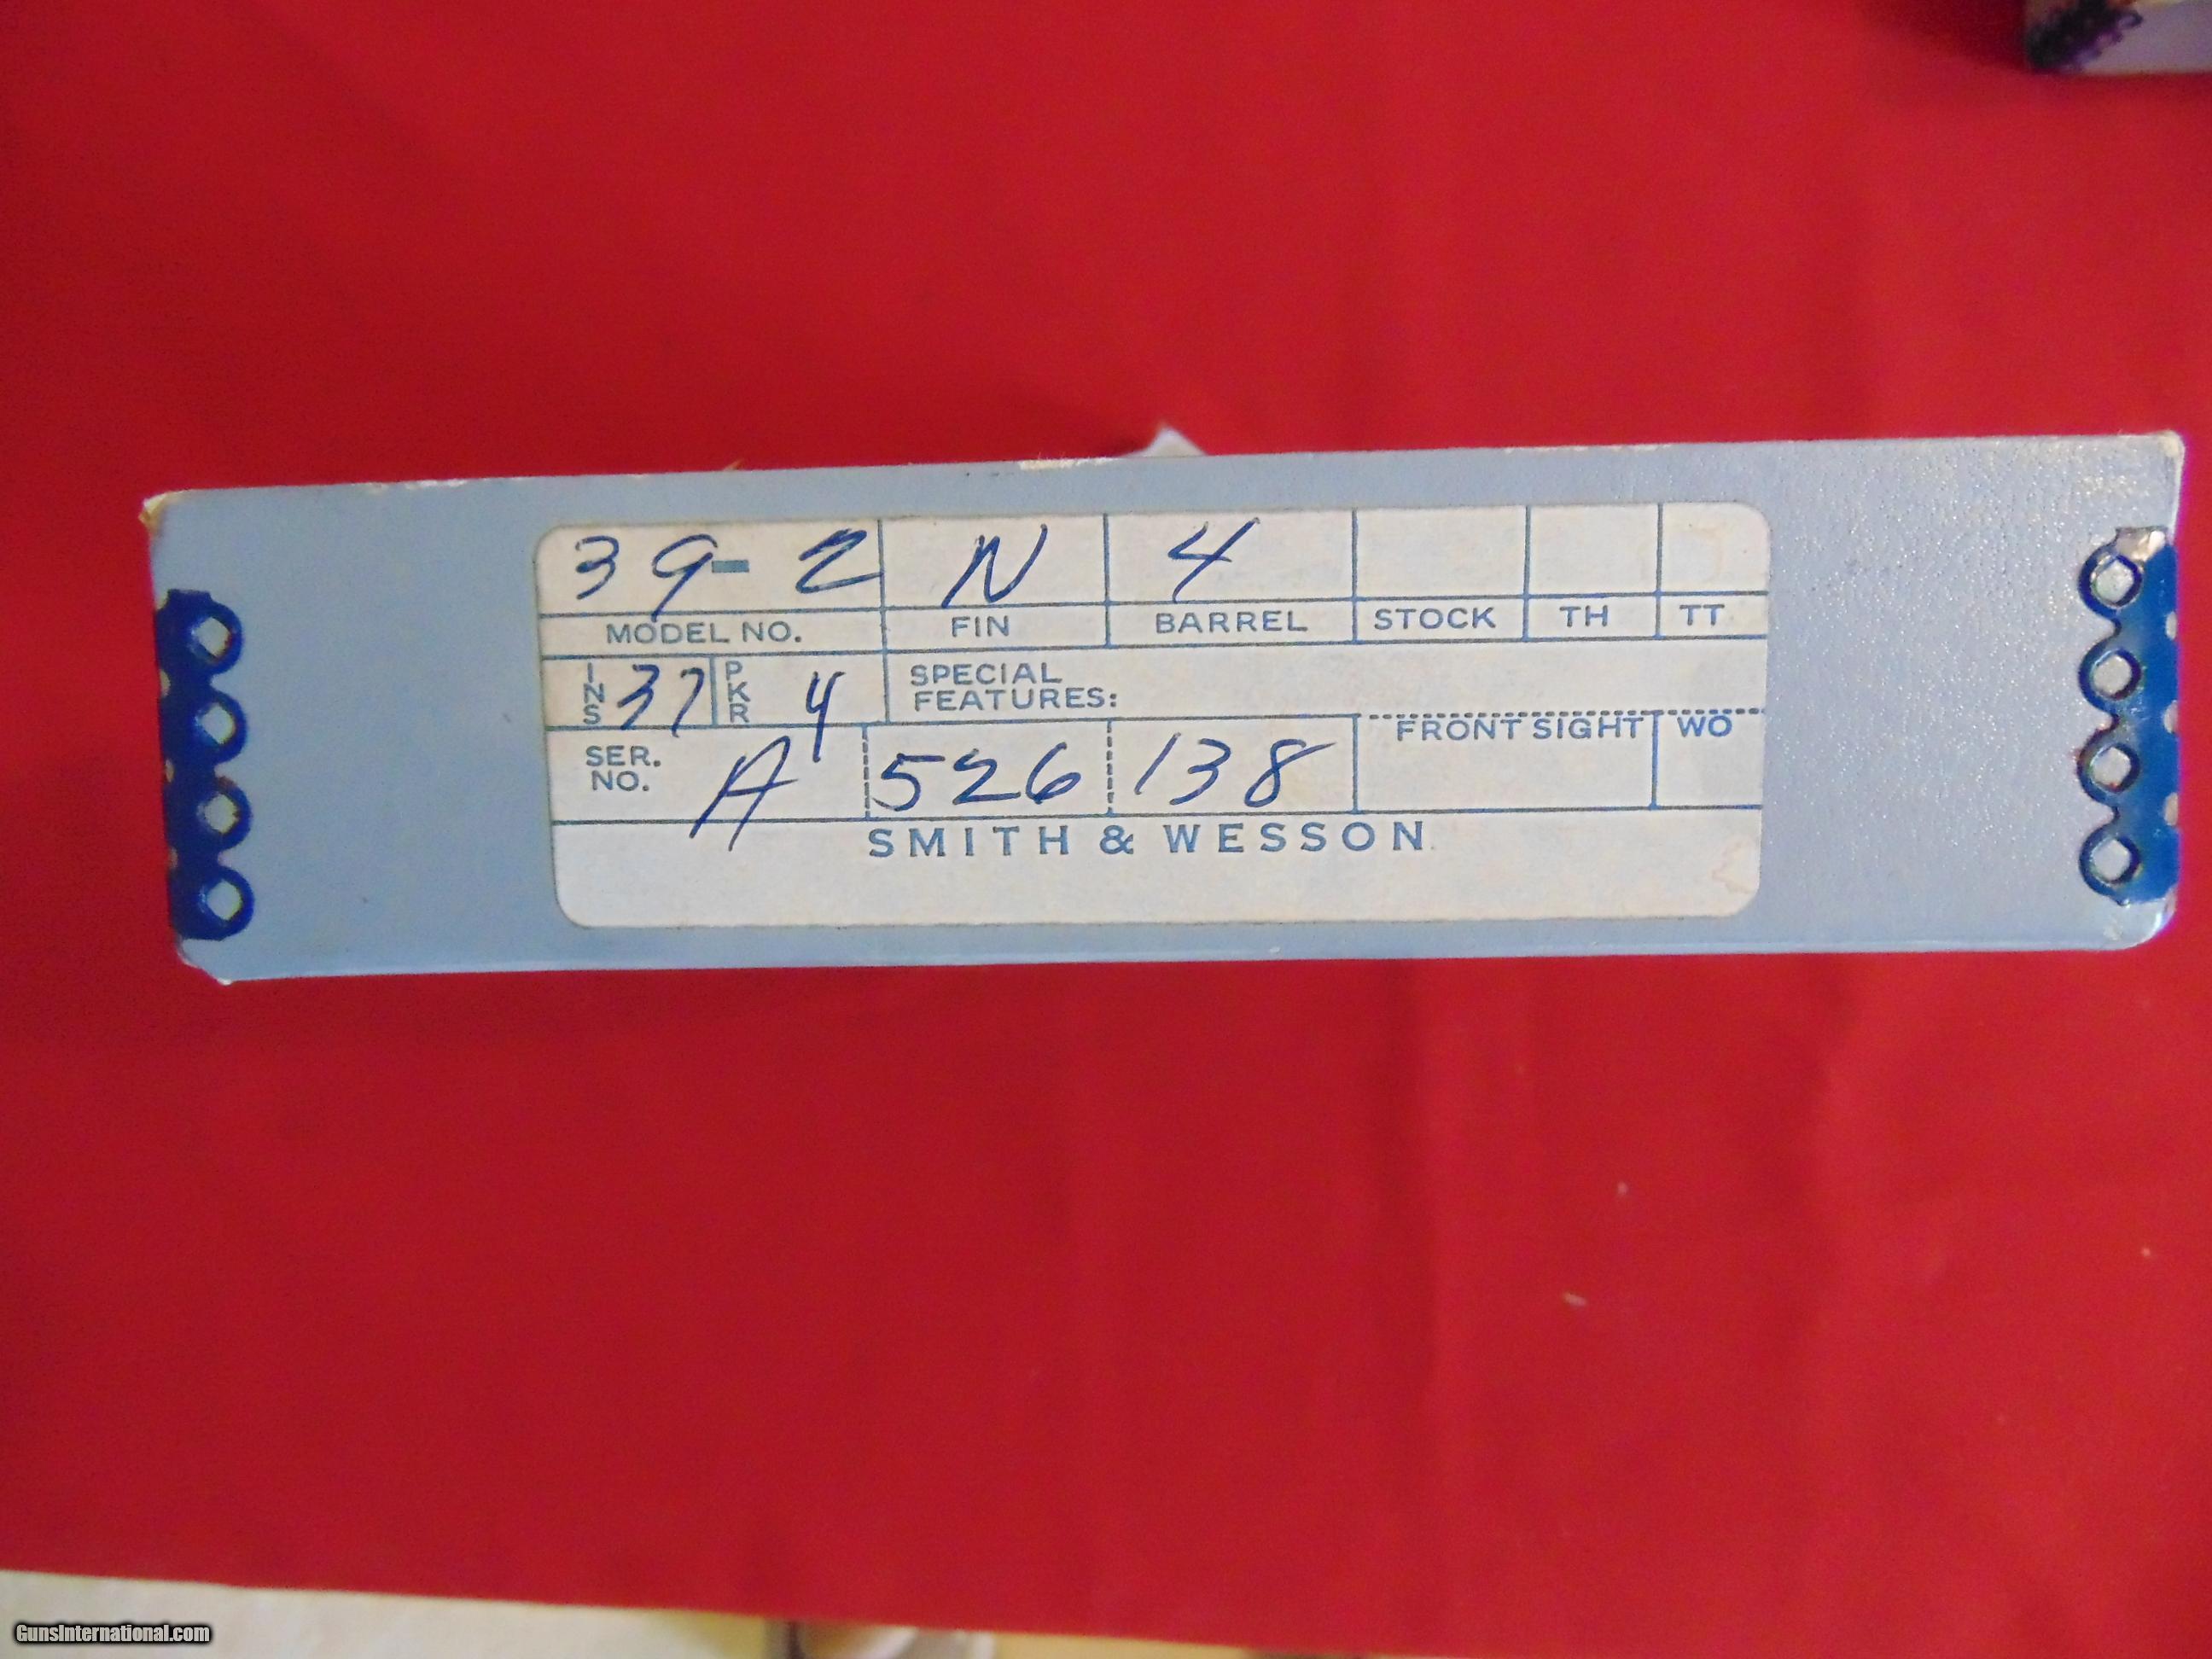 39-2 N 4
MODEL NO. FIN BARREL STOCK TH TT
INS 37 PKR 4 SPECIAL
FEATURES:
FRONT SIGHT WO
SER.
NO. A 526 138
SMITH & WESSON
GunsInternational.com